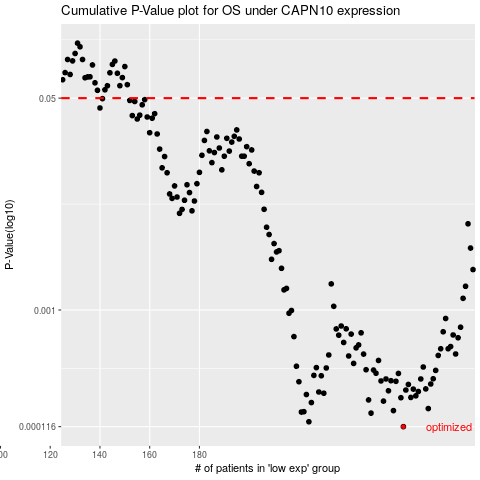 Cumulative P-Value plot for OS under CAPN10 expression
0.05
P-Value(log10)
0.001
0.000116
optimized
00 120 140 160 180
# of patients in 'low exp' group